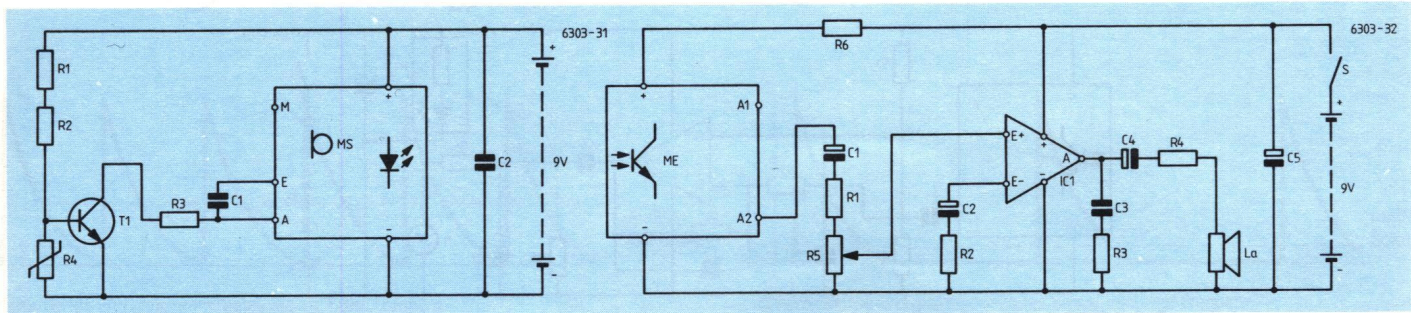 6303-31
R1
R2
R4
T1
R3
C1
M
MS
E
A
+
-
C2
+
9V
-
6303-32
R6
+
A1
ME
A2
-
C1
R1
R5
E+
E-
+
-
A
IC1
C2
R2
C4
R4
C3
R3
La
C5
S
+
9V
-